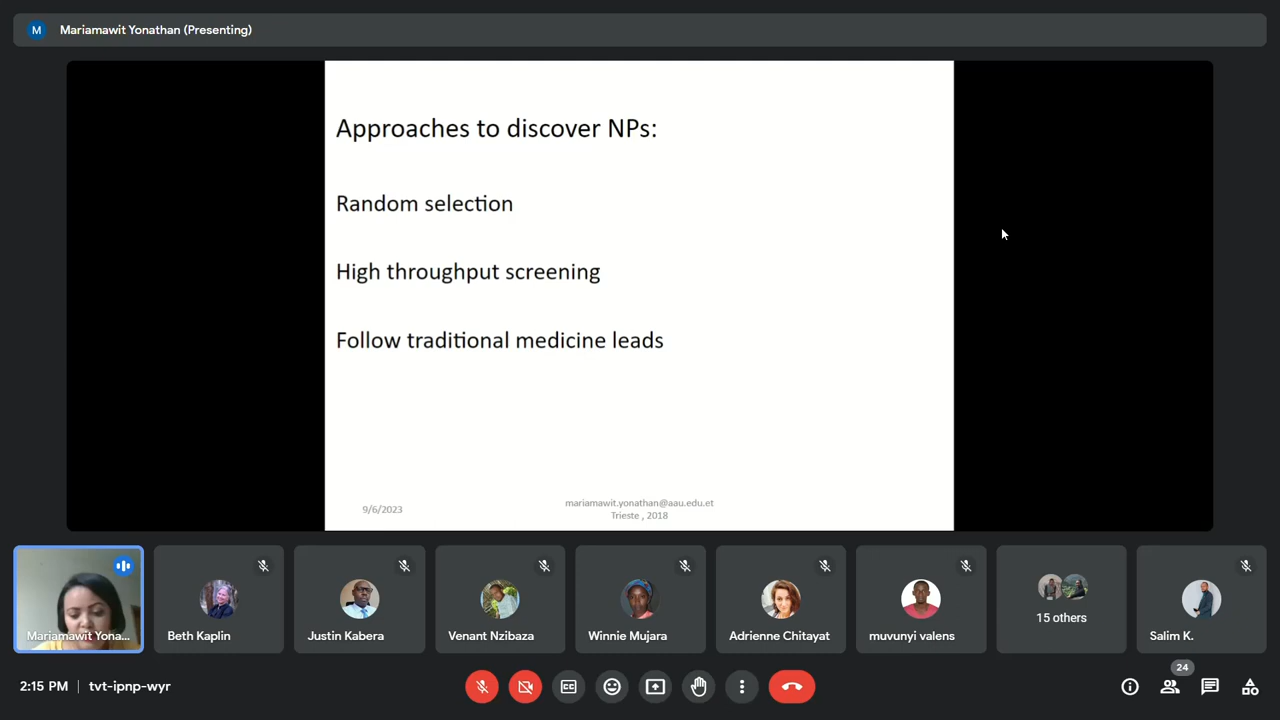 M
Mariamawit Yonathan (Presenting)
Approaches to discover NPs:
Random selection
High throughput screening
Follow traditional medicine leads
9/6/2023
mariamawit.yonathan@aau.edu.et
Trieste , 2018
Mariamawit Yona...
Beth Kaplin
Justin Kabera
Venant Nzibaza
Winnie Mujara
Adrienne Chitayat
muvunyi valens
15 others
Salim K.
2:15 PM | tvt-ipnp-wyr
24